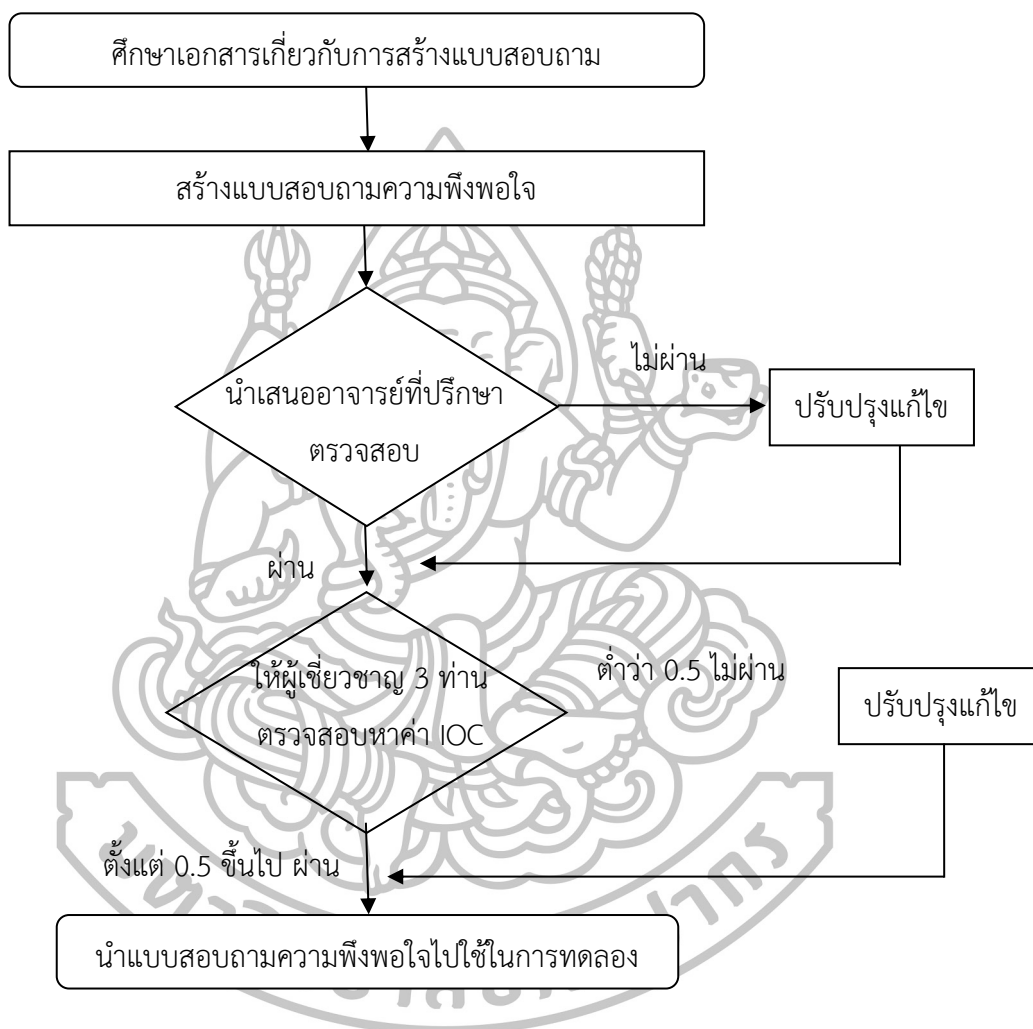 ศึกษาเอกสารเกี่ยวกับการสร้างแบบสอบถาม
สร้างแบบสอบถามความพึงพอใจ
ไม่ผ่าน
นำเสนออาจารย์ที่ปรึกษา
ตรวจสอบ
ปรับปรุงแก้ไข
ผ่าน
ให้ผู้เชี่ยวชาญ 3 ท่าน
ตรวจสอบหาค่า IOC
ต่ำว่า 0.5 ไม่ผ่าน
ปรับปรุงแก้ไข
ตั้งแต่ 0.5 ขึ้นไป ผ่าน
นำแบบสอบถามความพึงพอใจไปใช้ในการทดลอง